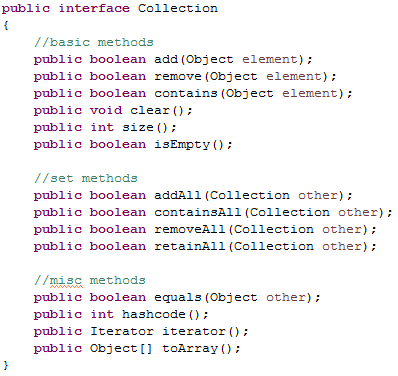 public interface Collection
{
//basic methods
public boolean add(Object element);
public boolean remove(Object element);
public boolean contains(Object element);
public void clear();
public int size();
public boolean isEmpty();
//set methods
public boolean addAll(Collection other);
public boolean containsAll(Collection other);
public boolean removeAll(Collection other);
public boolean retainAll(Collection other);
//misc methods
public boolean equals(Object other);
public int hashcode();
public Iterator iterator();
public Object[] toArray();
}